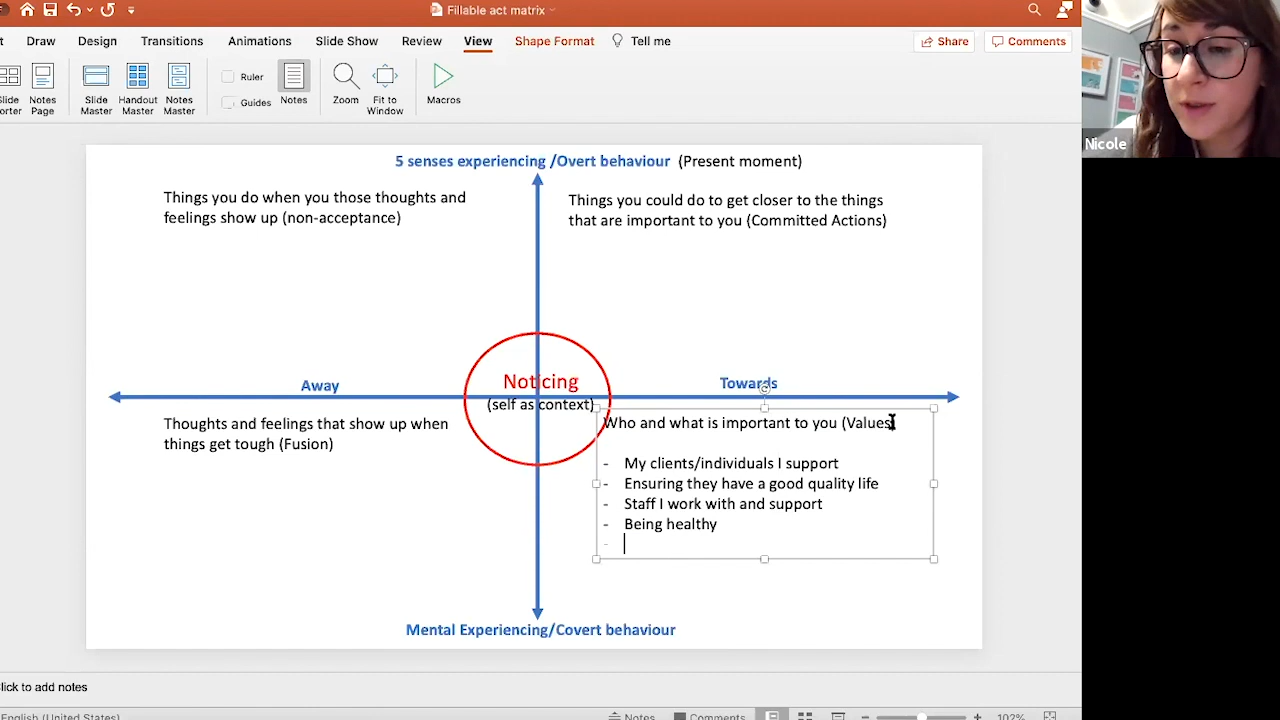 Fillable act matrix
Draw
Design
Transitions
Animations
Slide Show
Review
View
Shape Format
Tell me
Share
Comments
Notes
Page
Slide
Master
Handout
Master
Notes
Master
Ruler
Guides
Notes
Zoom
Fit to
Window
Macros
Nicole
5 senses experiencing /Overt behaviour (Present moment)
Things you do when you those thoughts and
feelings show up (non-acceptance)
Things you could do to get closer to the things
that are important to you (Committed Actions)
Away
Noticing
(self as context)
Towards
Thoughts and feelings that show up when
things get tough (Fusion)
Who and what is important to you (Values)
- My clients/individuals I support
- Ensuring they have a good quality life
- Staff I work with and support
- Being healthy
-
Mental Experiencing/Covert behaviour
lick to add notes
English (United States)
Notes
Comments
102%